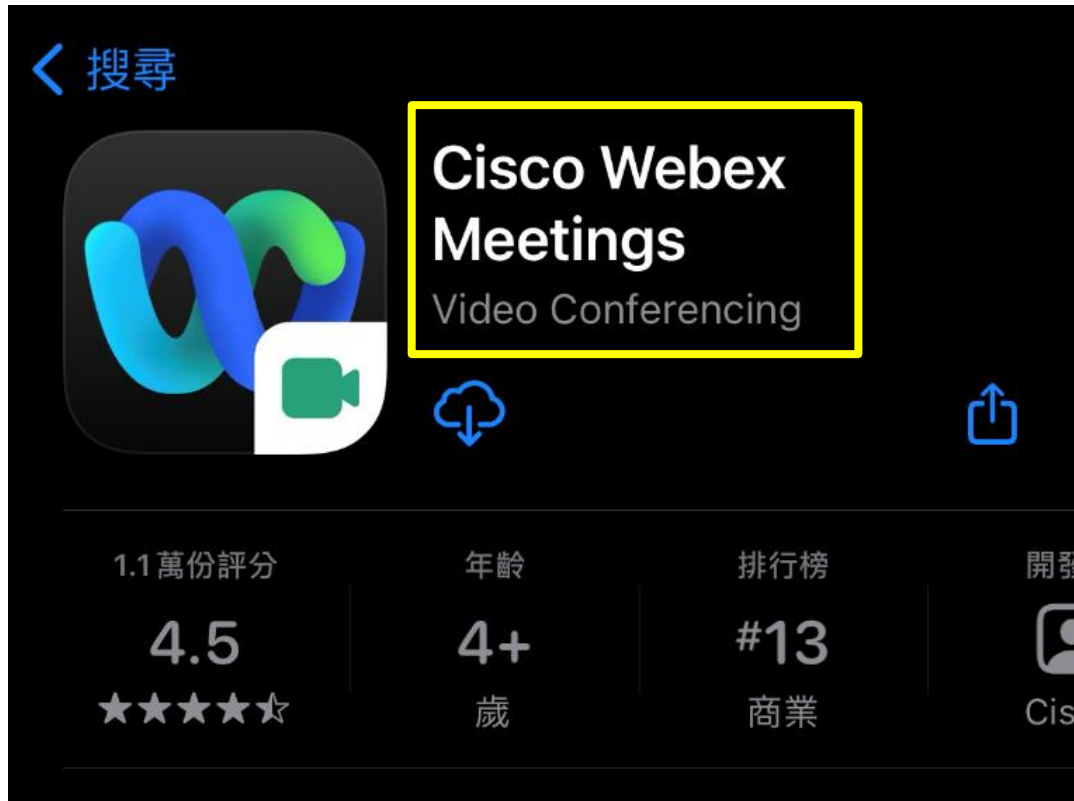 搜尋
Cisco Webex
Meetings
Video Conferencing
1.1萬份評分
年齡
排行榜
4.5
4+
#13
歲
商業
Cis